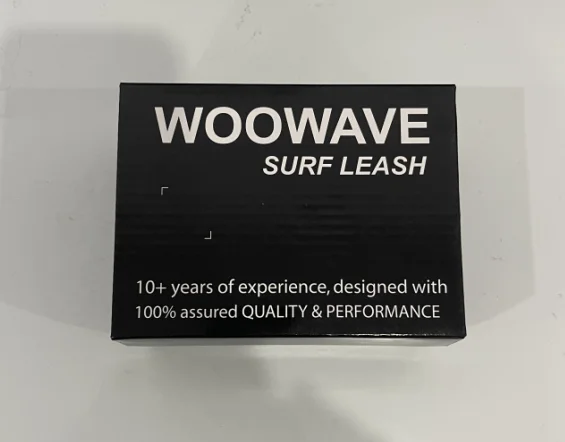 WOOWAVE
SURF LEASH
10+ years of experience, designed with
100% assured QUALITY & PERFORMANCE